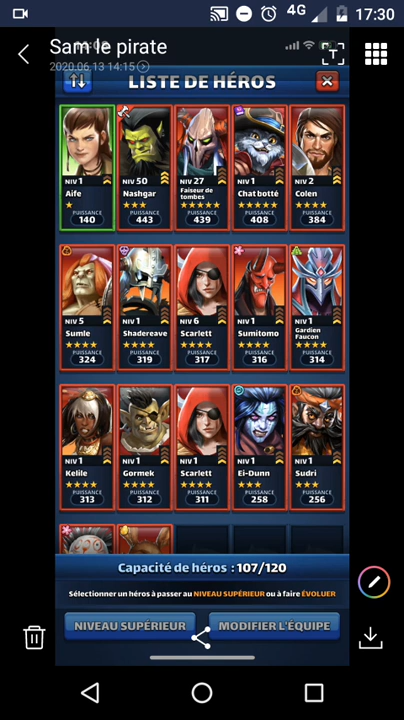 4G 17:30
Sam le pirate
2020.06.13 14:15
LISTE DE HÉROS
NIV 1
Aife
PUISSANCE
140
NIV 50
Nashgar
PUISSANCE
443
NIV 27
Faiseur de tombes
PUISSANCE
439
NIV 1
Chat botté
PUISSANCE
408
NIV 2
Colen
PUISSANCE
384
NIV 5
Sumle
PUISSANCE
324
NIV 1
Shadereave
PUISSANCE
319
NIV 6
Scarlett
PUISSANCE
317
NIV 1
Sumitomo
PUISSANCE
316
NIV 1
Gardien Faucon
PUISSANCE
314
NIV 1
Kelile
PUISSANCE
313
NIV 1
Gormek
PUISSANCE
312
NIV 1
Scarlett
PUISSANCE
311
NIV 1
Ei-Dunn
PUISSANCE
258
NIV 1
Sudri
PUISSANCE
256
Capacité de héros : 107/120
Sélectionner un héros à passer au NIVEAU SUPÉRIEUR ou à faire ÉVOLUER
NIVEAU SUPÉRIEUR
MODIFIER L'ÉQUIPE